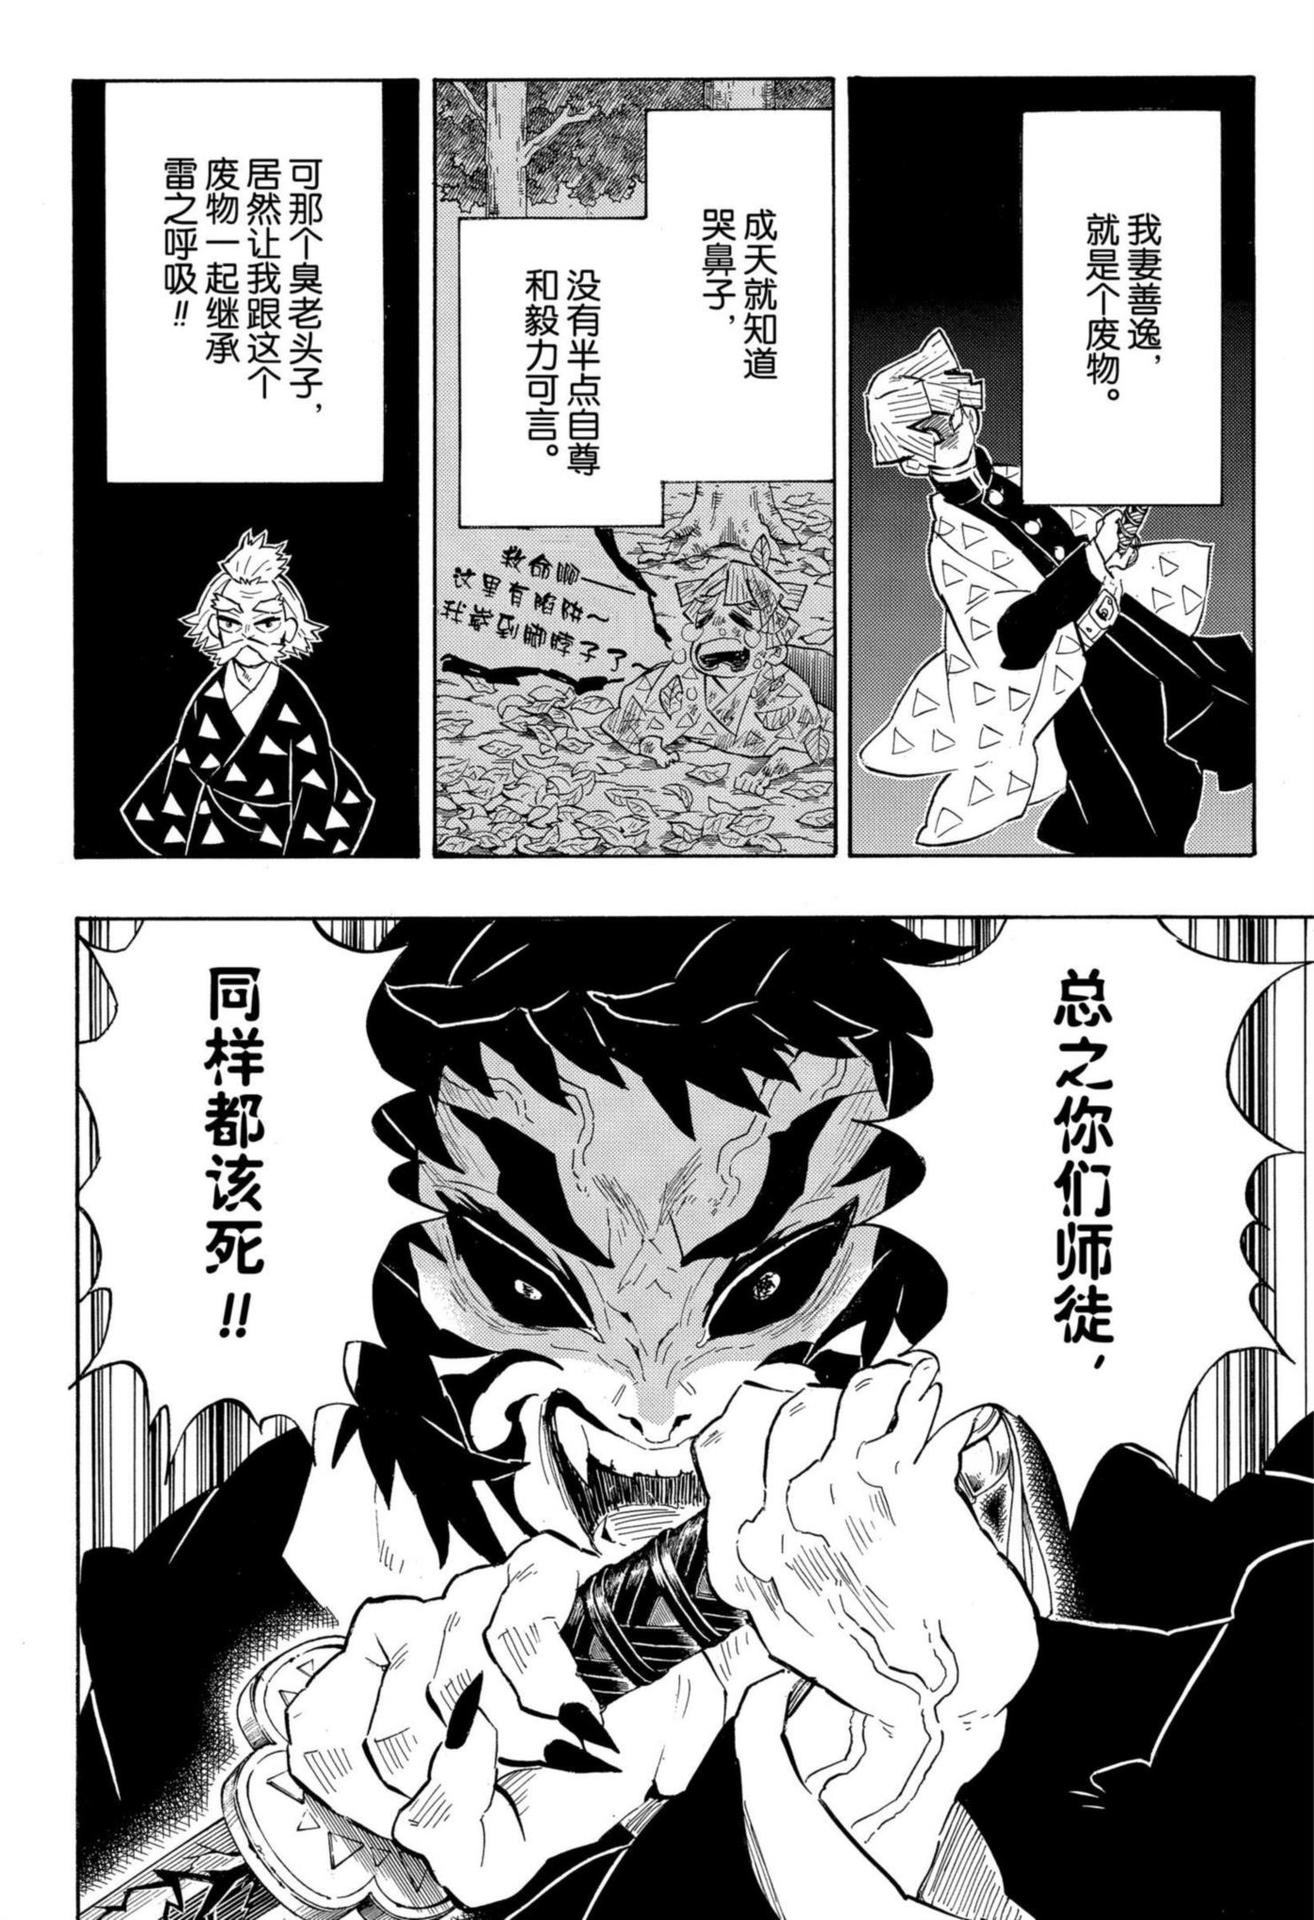 我妻善逸，
就是个废物。
成天就知道
哭鼻子，
没有半点自尊
和毅力可言。
救命啊——
这里有陷阱～
我崴到脚脖子了～
可那个臭老头子，
居然让我跟这个
废物一起继承
雷之呼吸!!
总之你们师徒，
同样都该死!!